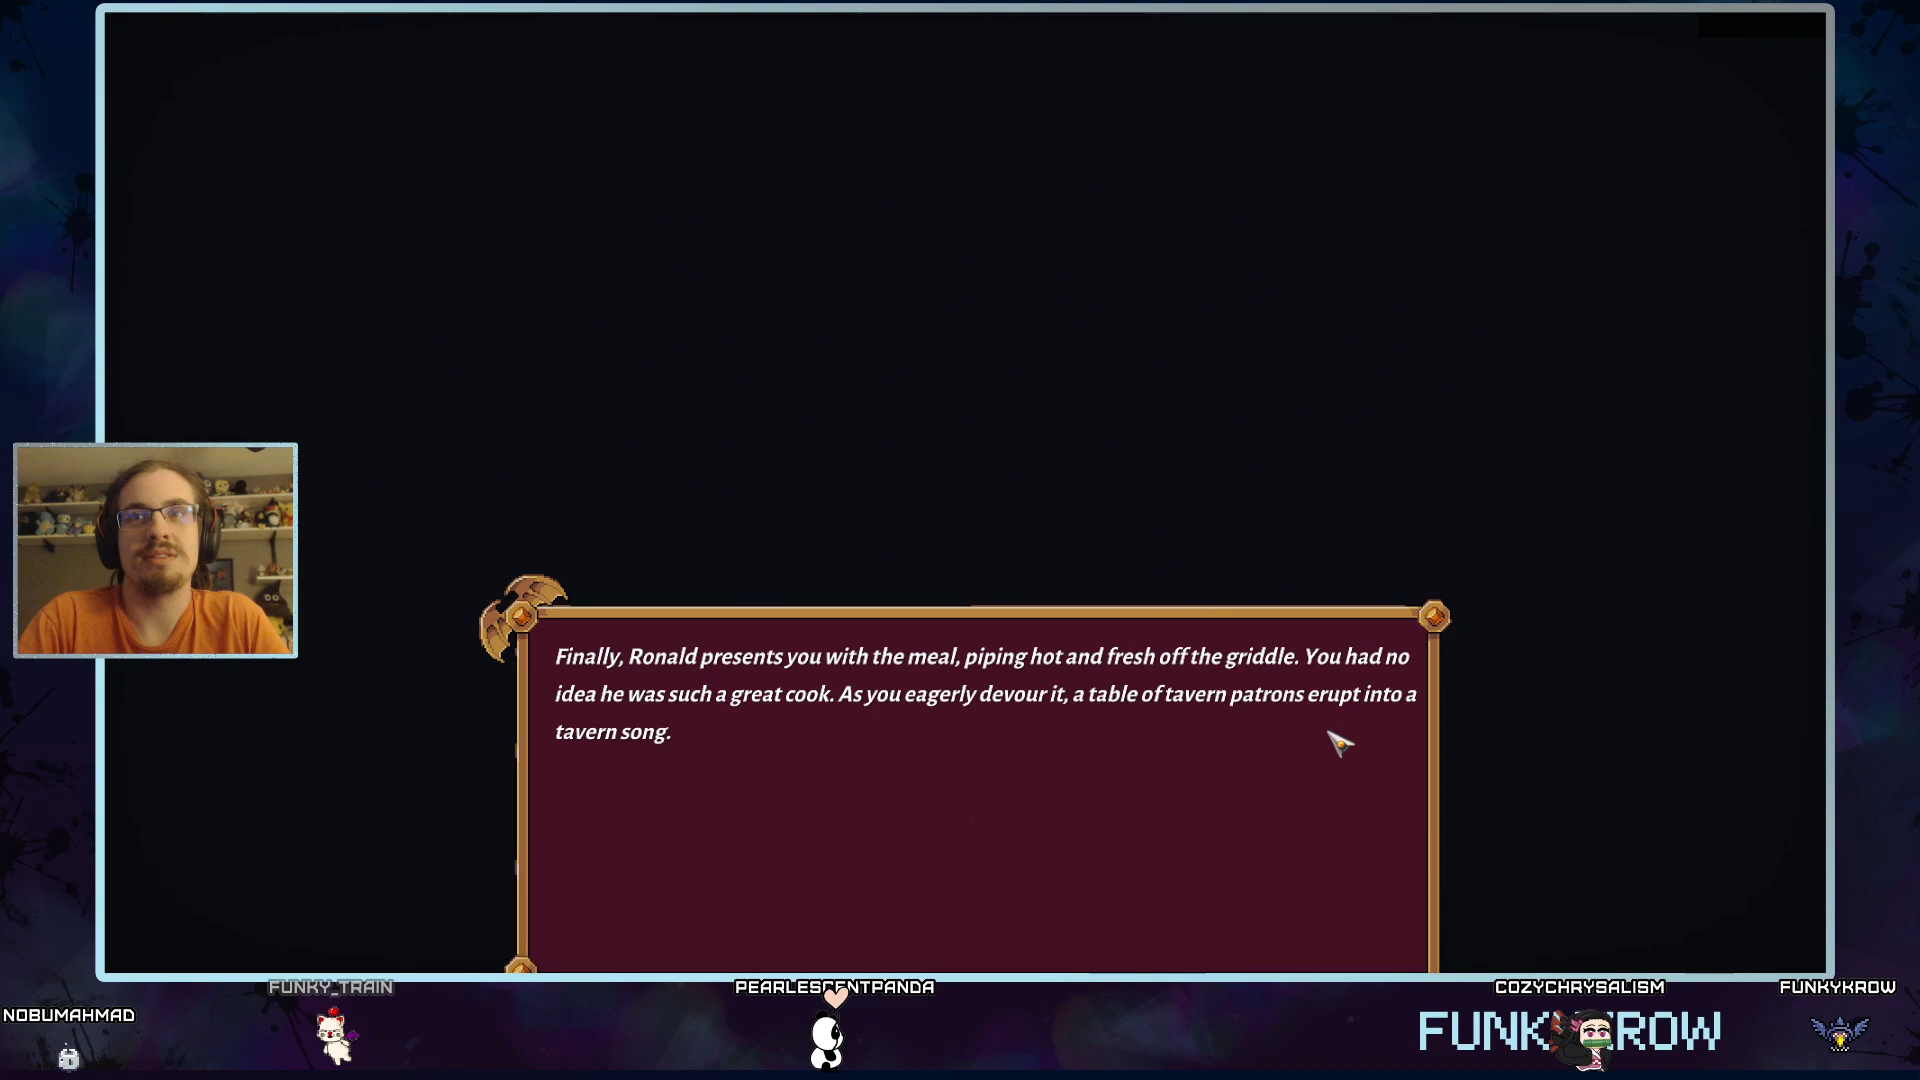 Finally, Ronald presents you with the meal, piping hot and fresh off the griddle. You had no
idea he was such a great cook. As you eagerly devour it, a table of tavern patrons erupt into a
tavern song.
FUNKY_TRAIN
PEARLESCENTPANDA
COZYCHRYSALISM
FUNKYKROW
NOBUMAHMAD
FUNKYKROW